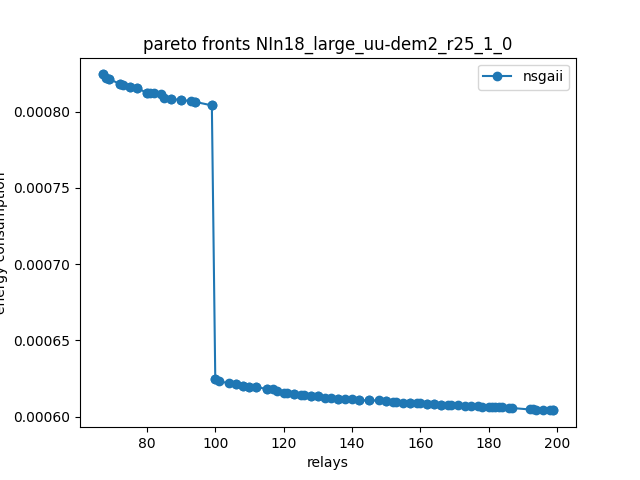 pareto fronts NIn18_large_uu-dem2_r25_1_0
nsgaii
0.00080
0.00075
0.00070
0.00065
0.00060
energy consumption
80 100 120 140 160 180 200
relays